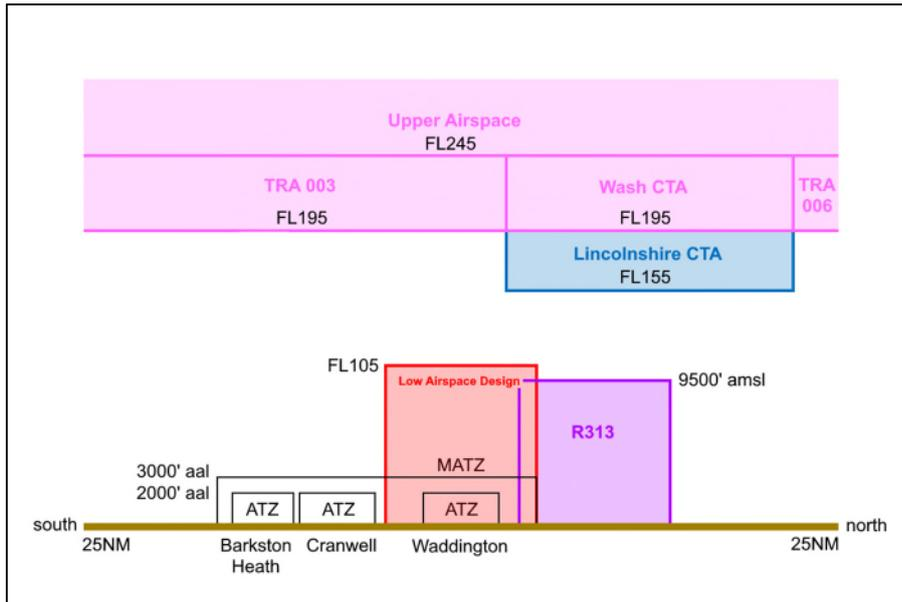 Upper Airspace
FL245
TRA 003
Wash CTA
TRA
006
FL195
FL195
Lincolnshire CTA
FL155
FL105
Low Airspace Design
9500' amsl
R313
3000' aal
MATZ
2000' aal
ATZ
ATZ
ATZ
south
north
25NM
Barkston
Heath
Cranwell
Waddington
25NM